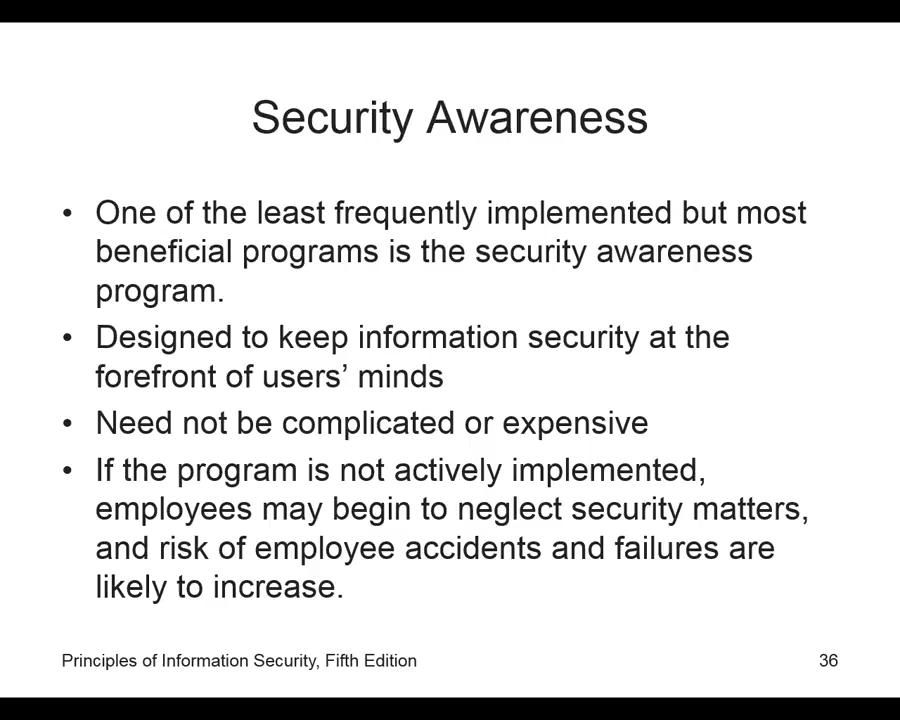 Security Awareness
• One of the least frequently implemented but most
beneficial programs is the security awareness
program.
• Designed to keep information security at the
forefront of users’ minds
• Need not be complicated or expensive
• If the program is not actively implemented,
employees may begin to neglect security matters,
and risk of employee accidents and failures are
likely to increase.
Principles of Information Security, Fifth Edition 36